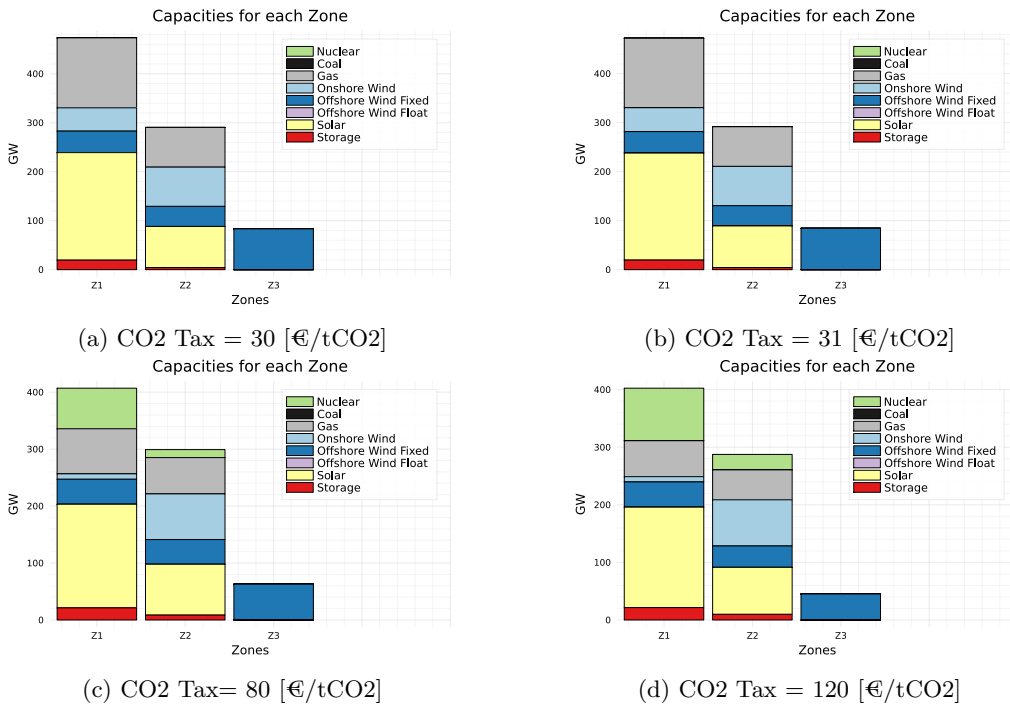 Capacities for each Zone
GW
400
300
200
100
0
Nuclear
Coal
Gas
Onshore Wind
Offshore Wind Fixed
Offshore Wind Float
Solar
Storage
Z1 Z2 Z3
Zones
(a) CO2 Tax = 30 [€/tCO2]
Capacities for each Zone
GW
400
300
200
100
0
Nuclear
Coal
Gas
Onshore Wind
Offshore Wind Fixed
Offshore Wind Float
Solar
Storage
Z1 Z2 Z3
Zones
(b) CO2 Tax = 31 [€/tCO2]
Capacities for each Zone
GW
400
300
200
100
0
Nuclear
Coal
Gas
Onshore Wind
Offshore Wind Fixed
Offshore Wind Float
Solar
Storage
Z1 Z2 Z3
Zones
(c) CO2 Tax= 80 [€/tCO2]
Capacities for each Zone
GW
400
300
200
100
0
Nuclear
Coal
Gas
Onshore Wind
Offshore Wind Fixed
Offshore Wind Float
Solar
Storage
Z1 Z2 Z3
Zones
(d) CO2 Tax = 120 [€/tCO2]